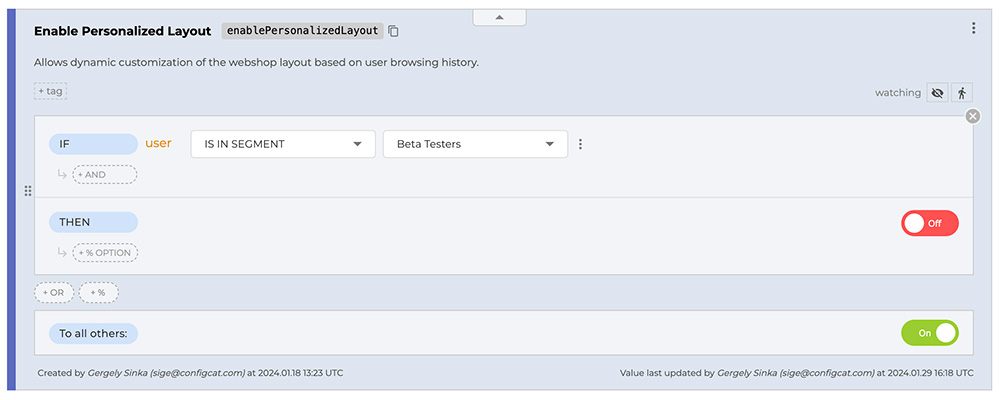 Enable Personalized Layout enablePersonalizedLayout
Allows dynamic customization of the webshop layout based on user browsing history.
+ tag watching
IF user IS IN SEGMENT Beta Testers
+ AND
THEN Off
+ % OPTION
+ OR + %
To all others: On
Created by Gergely Sinka (sige@configcat.com) at 2024.01.18 13:23 UTC Value last updated by Gergely Sinka (sige@configcat.com) at 2024.01.29 16:18 UTC